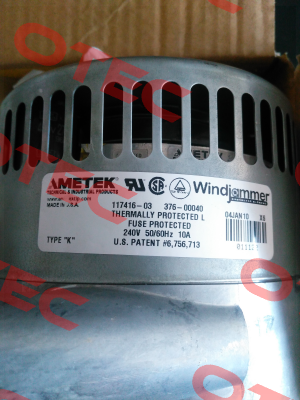 OTEC
AMETEK
TECHNICAL & INDUSTRIAL PRODUCTS
MADE IN U.S.A.
Windjammer
117416-03 376-00040
04JAN10
THERMALLY PROTECTED L
FUSE PROTECTED
240V 50/60Hz 10A
TYPE "K"
U.S. PATENT #6,756,713